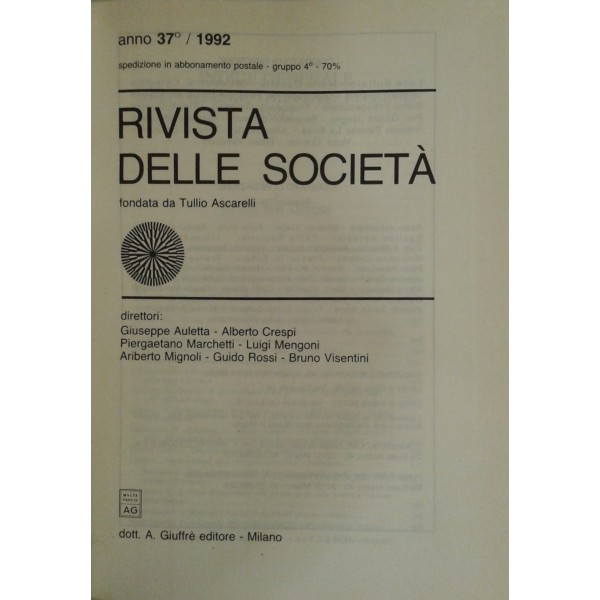 anno 37° / 1992
spedizione in abbonamento postale - gruppo 4° - 70%
RIVISTA
DELLE SOCIETÀ
fondata da Tullio Ascarelli
direttori:
Giuseppe Auletta - Alberto Crespi
Piergaetano Marchetti - Luigi Mengoni
Ariberto Mignoli - Guido Rossi - Bruno Visentini
AG
dott. A. Giuffrè editore - Milano